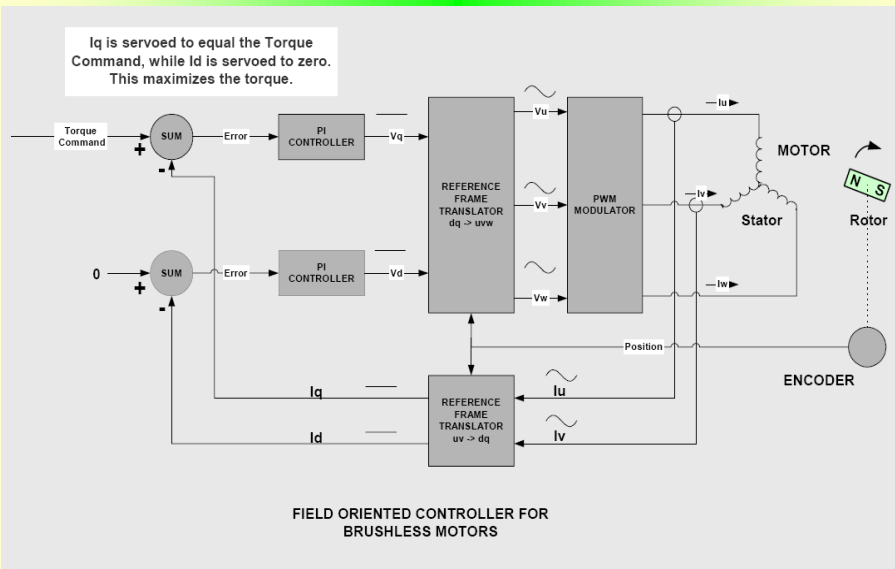 Iq is servoed to equal the Torque
Command, while Id is servoed to zero.
This maximizes the torque.
Torque
Command
+
-
SUM
Error
PI
CONTROLLER
Vq
REFERENCE
FRAME
TRANSLATOR
dq -> uvw
Vu
Vv
Vw
PWM
MODULATOR
Iu
Iv
Iw
MOTOR
Stator
N S
Rotor
0
+
-
SUM
Error
PI
CONTROLLER
Vd
Position
ENCODER
Iq
Id
REFERENCE
FRAME
TRANSLATOR
uv -> dq
Iu
Iv
FIELD ORIENTED CONTROLLER FOR
BRUSHLESS MOTORS